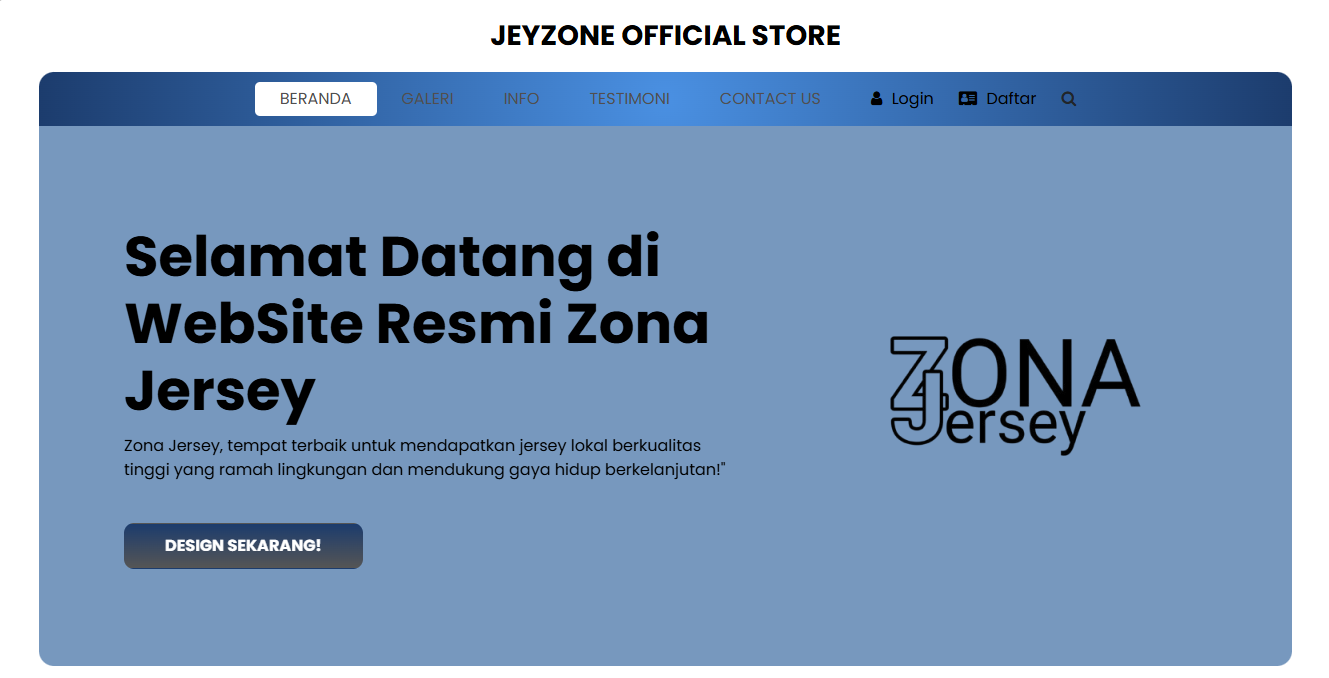 JEYZONE OFFICIAL STORE
BERANDA GALERI INFO TESTIMONI CONTACT US Login Daftar
Selamat Datang di
WebSite Resmi Zona
Jersey
Zona Jersey, tempat terbaik untuk mendapatkan jersey lokal berkualitas
tinggi yang ramah lingkungan dan mendukung gaya hidup berkelanjutan!"
DESIGN SEKARANG!
ZONA
Jersey